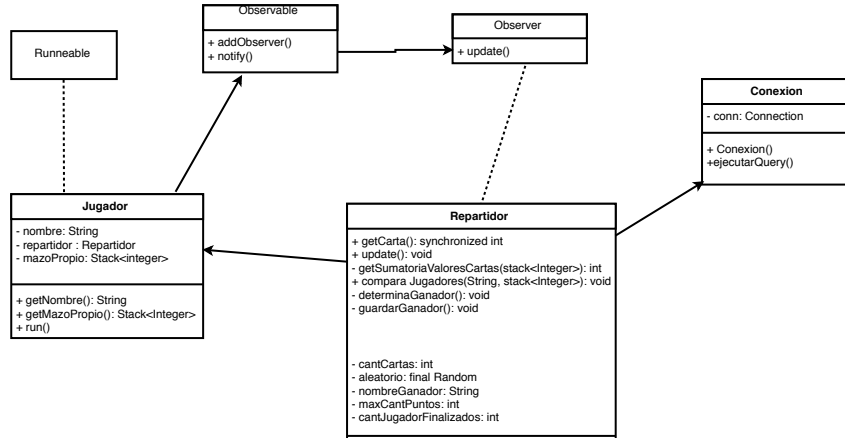 Observable
+ addObserver()
+ notify()
Observer
+ update()
Runneable
Conexion
- conn: Connection
+ Conexion()
+ejecutarQuery()
Jugador
- nombre: String
- repartidor : Repartidor
- mazoPropio: Stack<integer>
+ getNombre(): String
+ getMazoPropio(): Stack<Integer>
+ run()
Repartidor
+ getCarta(): synchronized int
+ update(): void
- getSumatoriaValoresCartas(stack<Integer>): int
+ compara Jugadores(String, stack<Integer>): void
- determinaGanador(): void
- guardarGanador(): void
- cantCartas: int
- aleatorio: final Random
- nombreGanador: String
- maxCantPuntos: int
- cantJugadorFinalizados: int